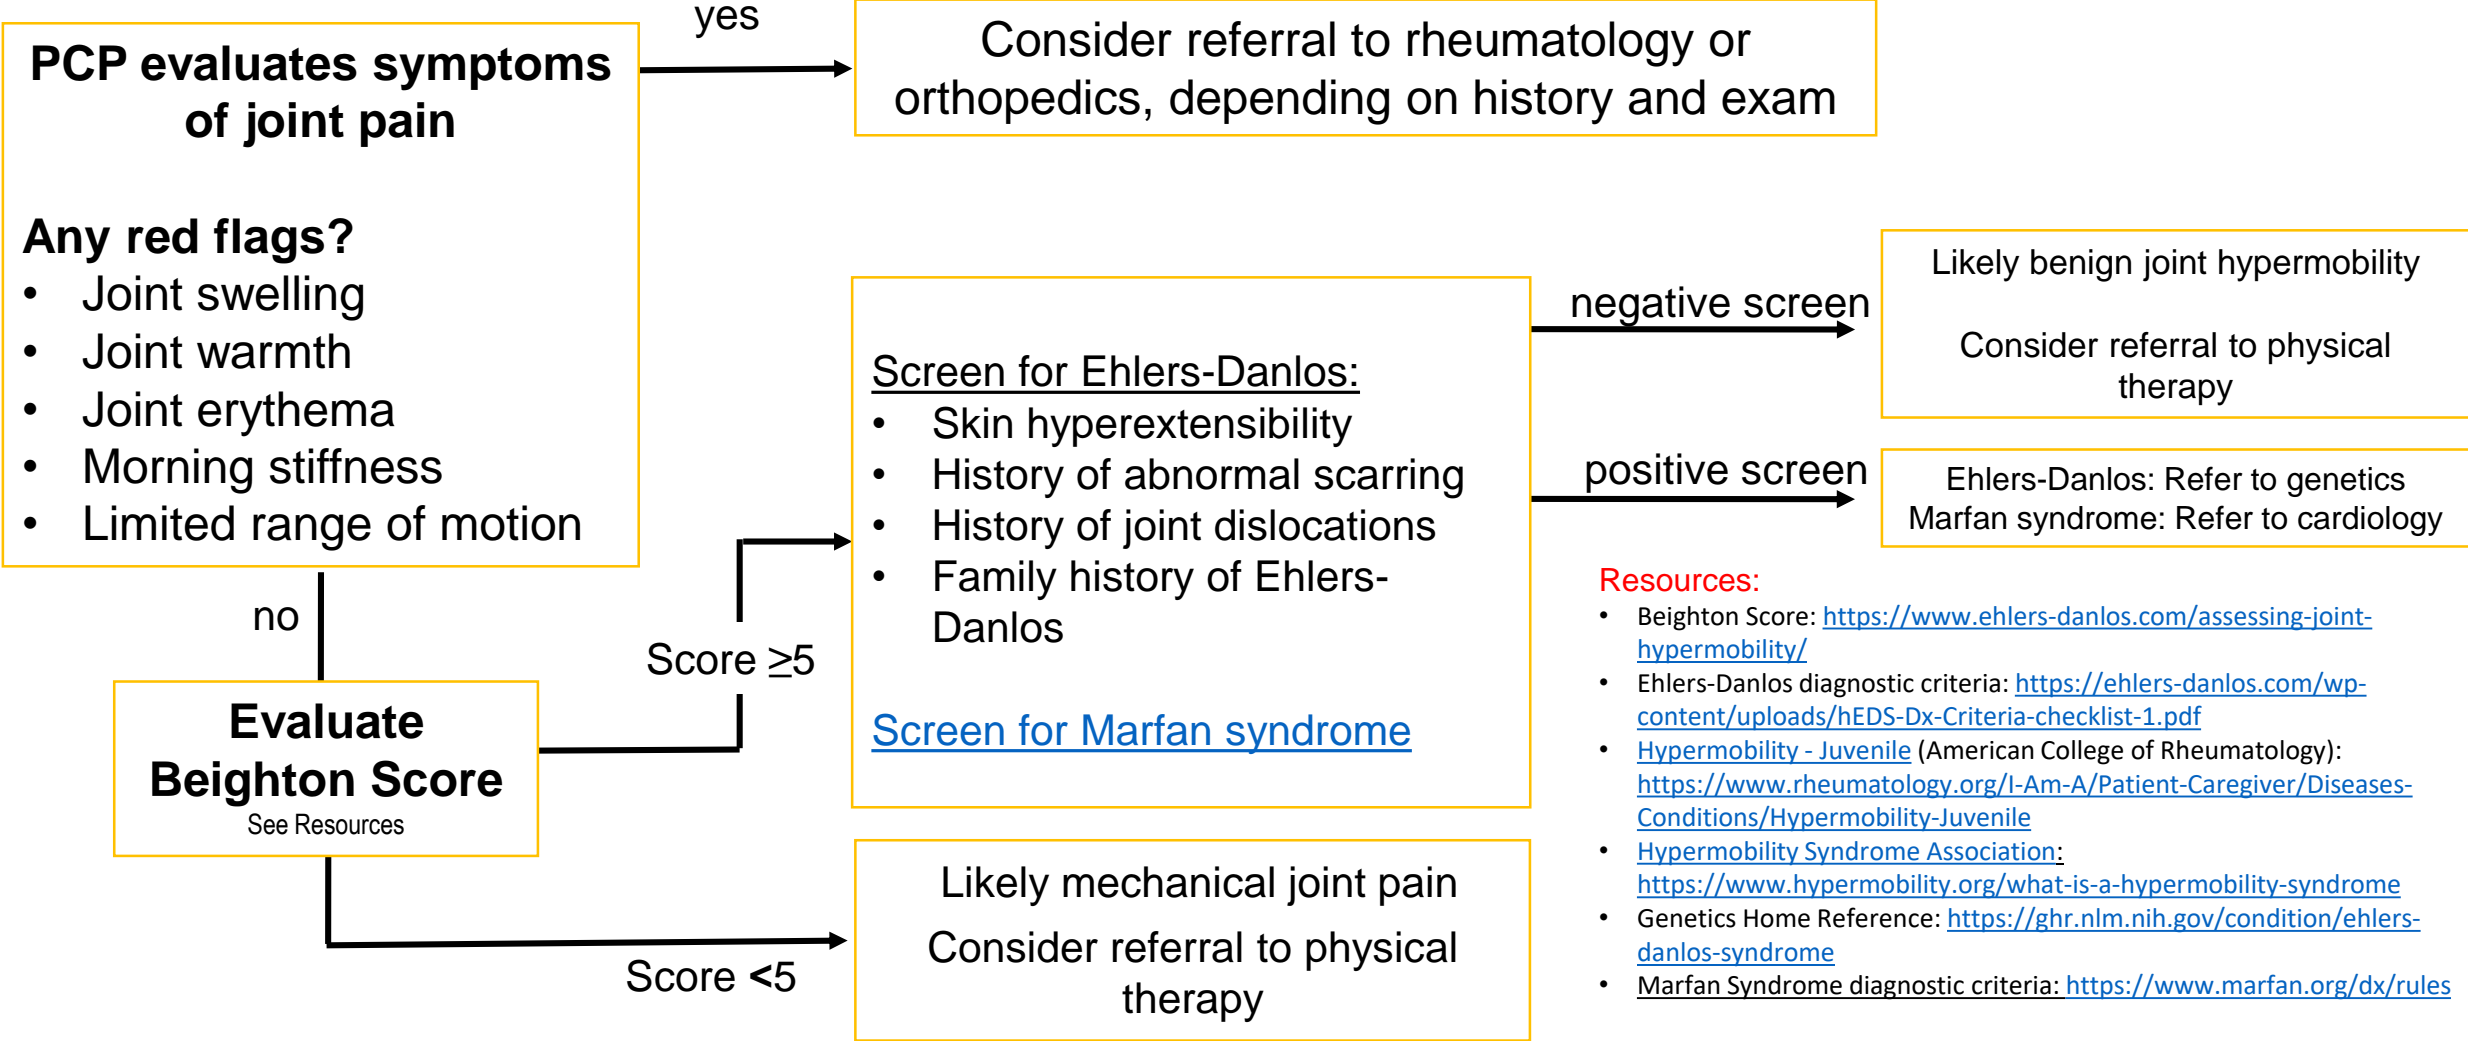 PCP evaluates symptoms
of joint pain
Any red flags?
• Joint swelling
• Joint warmth
• Joint erythema
• Morning stiffness
• Limited range of motion
yes
Consider referral to rheumatology or
orthopedics, depending on history and exam
no
Evaluate
Beighton Score
See Resources
Score ≥5
Screen for Ehlers-Danlos:
• Skin hyperextensibility
• History of abnormal scarring
• History of joint dislocations
• Family history of Ehlers-
Danlos
Screen for Marfan syndrome
negative screen
Likely benign joint hypermobility
Consider referral to physical
therapy
positive screen
Ehlers-Danlos: Refer to genetics
Marfan syndrome: Refer to cardiology
Score <5
Likely mechanical joint pain
Consider referral to physical
therapy
Resources:
• Beighton Score: https://www.ehlers-danlos.com/assessing-joint-
hypermobility/
• Ehlers-Danlos diagnostic criteria: https://ehlers-danlos.com/wp-
content/uploads/hEDS-Dx-Criteria-checklist-1.pdf
• Hypermobility - Juvenile (American College of Rheumatology):
https://www.rheumatology.org/I-Am-A/Patient-Caregiver/Diseases-
Conditions/Hypermobility-Juvenile
• Hypermobility Syndrome Association:
https://www.hypermobility.org/what-is-a-hypermobility-syndrome
• Genetics Home Reference: https://ghr.nlm.nih.gov/condition/ehlers-
danlos-syndrome
• Marfan Syndrome diagnostic criteria: https://www.marfan.org/dx/rules